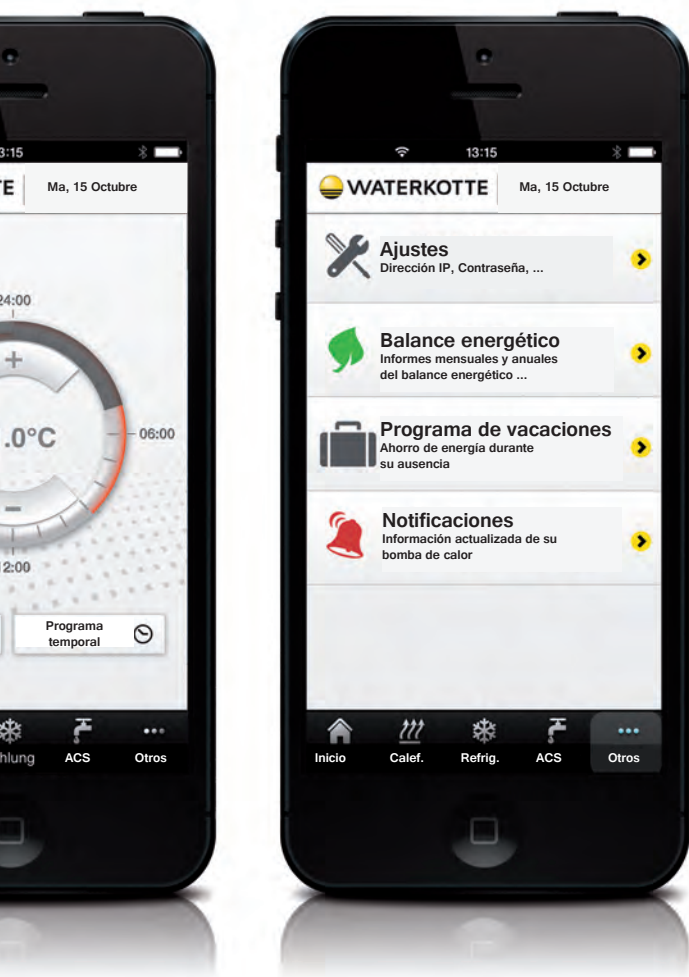 3:15
E
Ma, 15 Octubre
24:00
.0°C
06:00
2:00
Programa
temporal
hlung
ACS
Otros
13:15
WATERKOTTE
Ma, 15 Octubre
Ajustes
Dirección IP, Contraseña, ...
Balance energético
Informes mensuales y anuales
del balance energético ...
Programa de vacaciones
Ahorro de energía durante
su ausencia
Notificaciones
Información actualizada de su
bomba de calor
Inicio
Calef.
Refrig.
ACS
Otros